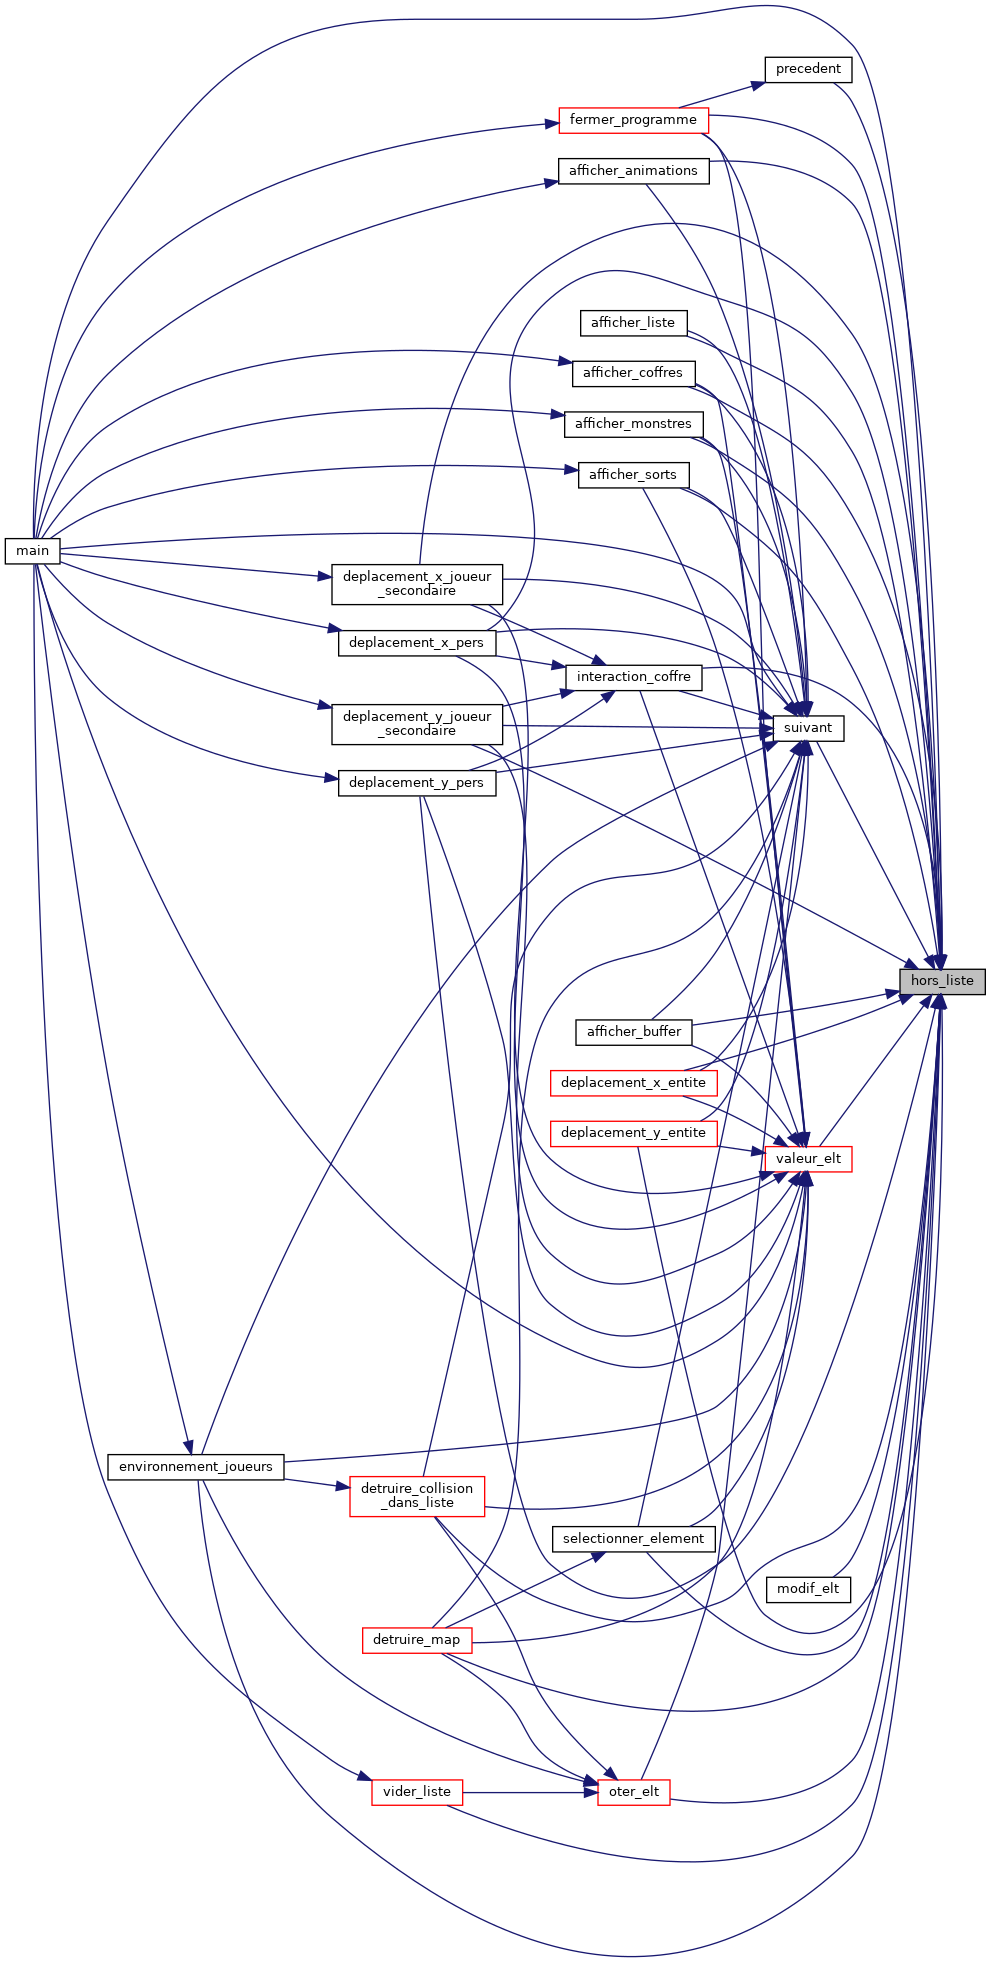 precedent
fermer_programme
afficher_animations
afficher_liste
afficher_coffres
afficher_monstres
afficher_sorts
main
deplacement_x_joueur
_secondaire
deplacement_x_pers
interaction_coffre
deplacement_y_joueur
_secondaire
suivant
deplacement_y_pers
hors_liste
afficher_buffer
deplacement_x_entite
deplacement_y_entite
valeur_elt
environnement_joueurs
detruire_collision
_dans_liste
selectionner_element
modif_elt
detruire_map
vider_liste
oter_elt